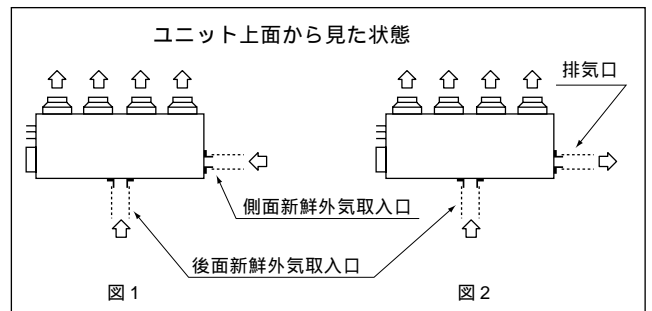 ユニット上面から見た状態
排気口
側面新鮮外気取入口
後面新鮮外気取入口
図1
図2